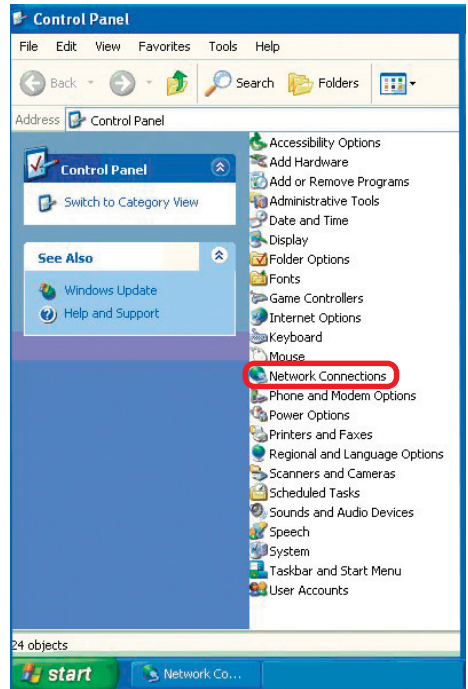 Control Panel
File Edit View Favorites Tools Help
Back Search Folders
Address Control Panel
Control Panel
Switch to Category View
See Also
Windows Update
Help and Support
Accessibility Options
Add Hardware
Add or Remove Programs
Administrative Tools
Date and Time
Display
Folder Options
Fonts
Game Controllers
Internet Options
Keyboard
Mouse
Network Connections
Phone and Modem Options
Power Options
Printers and Faxes
Regional and Language Options
Scanners and Cameras
Scheduled Tasks
Sounds and Audio Devices
Speech
System
Taskbar and Start Menu
User Accounts
24 objects
start Network Co...